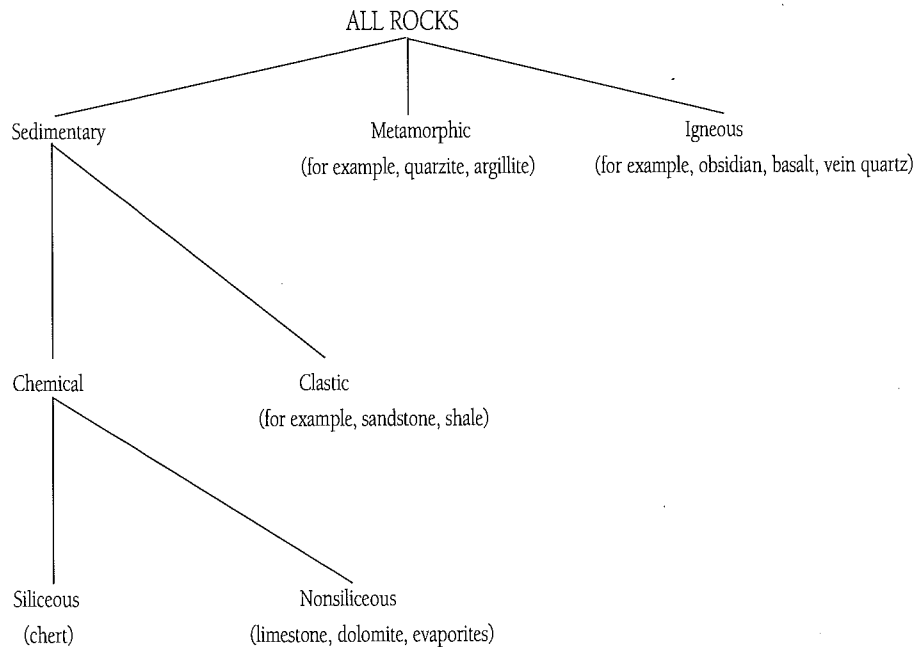 ALL ROCKS
Sedimentary
Metamorphic
(for example, quarzite, argillite)
Igneous
(for example, obsidian, basalt, vein quartz)
Chemical
Clastic
(for example, sandstone, shale)
Siliceous
(chert)
Nonsiliceous
(limestone, dolomite, evaporites)